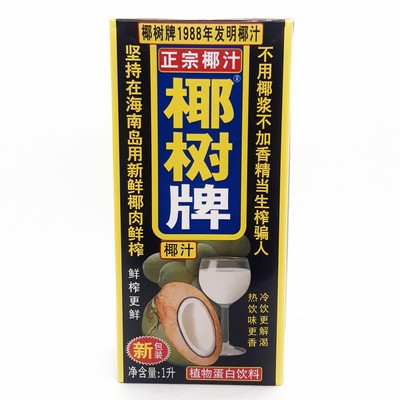 椰树牌1988年发明椰汁
正宗椰汁
椰树牌®
椰汁
坚持在海南岛用新鲜椰肉鲜榨
不用椰浆不加香精当生榨骗人
鲜榨更鲜
冷饮更解渴
热饮味更香
新包装
净含量:1升
植物蛋白饮料